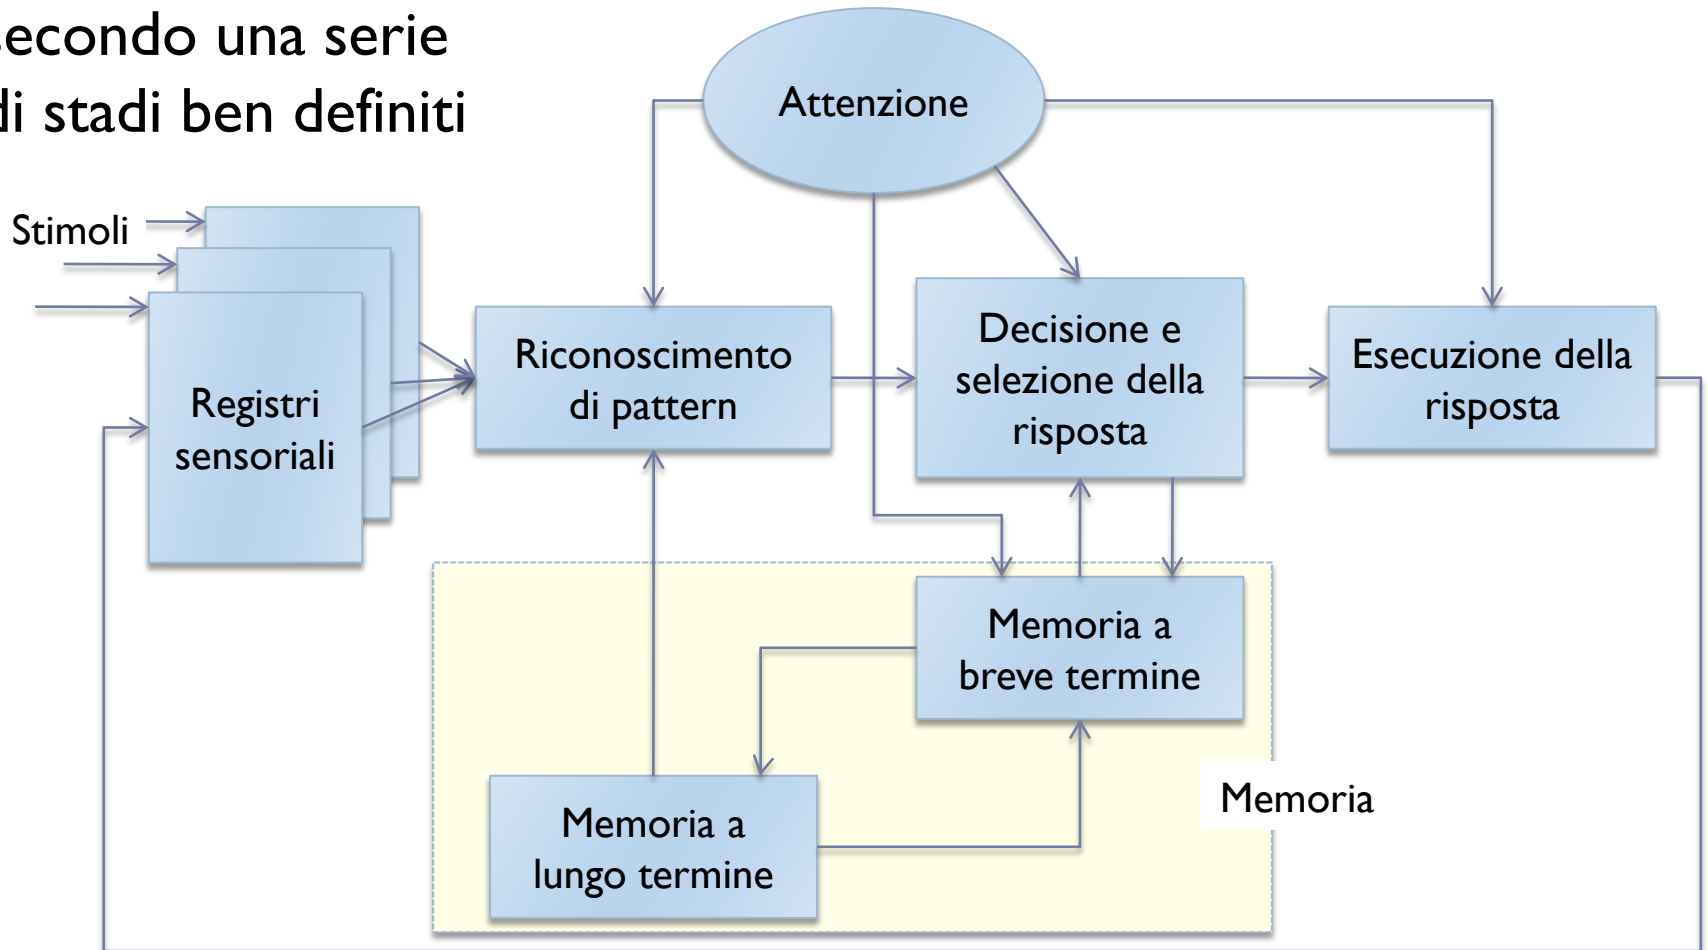 secondo una serie
di stadi ben definiti
Attenzione
Stimoli
Registri
sensoriali
Riconoscimento
di pattern
Decisione e
selezione della
risposta
Esecuzione della
risposta
Memoria a
breve termine
Memoria
Memoria a
lungo termine